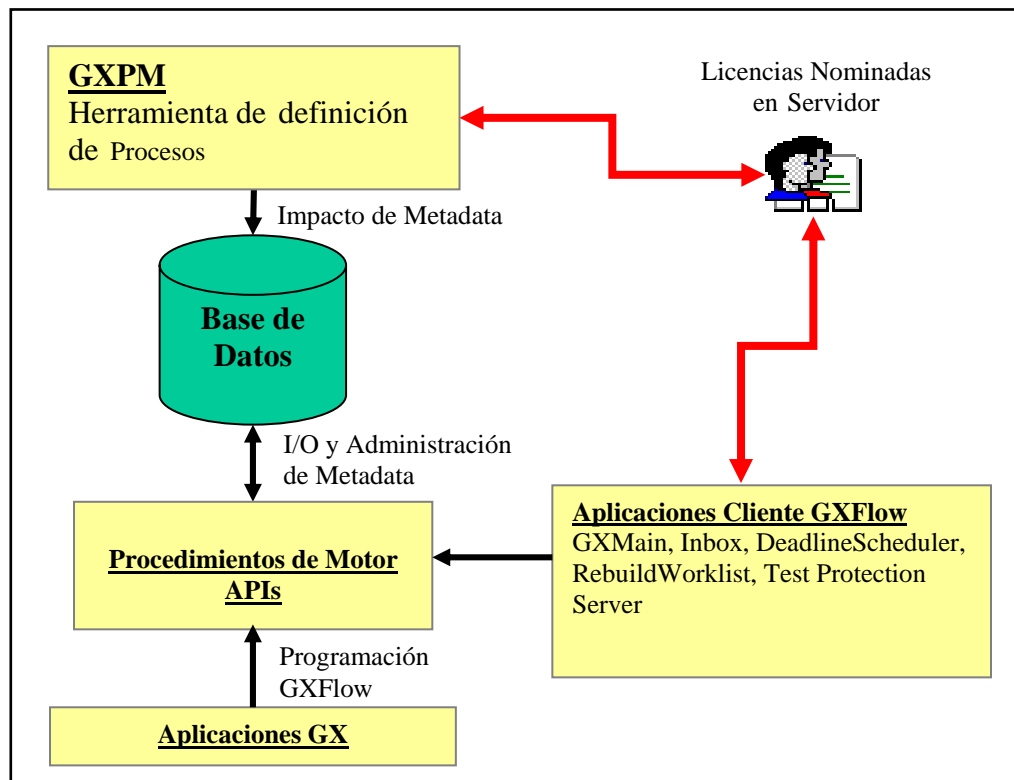 GXPM
Herramienta de definición
de Procesos
Licencias Nominadas
en Servidor
Impacto de Metadata
Base de
Datos
I/O y Administración
de Metadata
Procedimientos de Motor
APIs
Aplicaciones Cliente GXFlow
GXMain, Inbox, DeadlineScheduler,
RebuildWorklist, Test Protection
Server
Programación
GXFlow
Aplicaciones GX